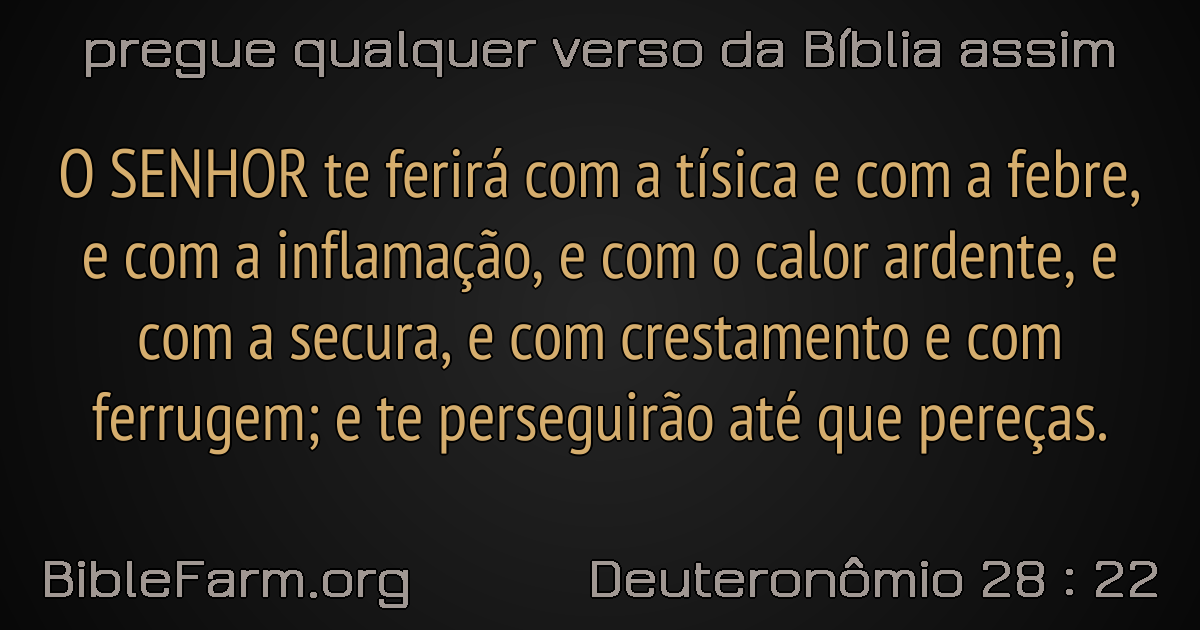 pregue qualquer verso da Bíblia assim
O SENHOR te ferirá com a tísica e com a febre,
e com a inflamação, e com o calor ardente, e
com a secura, e com crestamento e com
ferrugem; e te perseguirão até que pereças.
BibleFarm.org
Deuteronômio 28 : 22